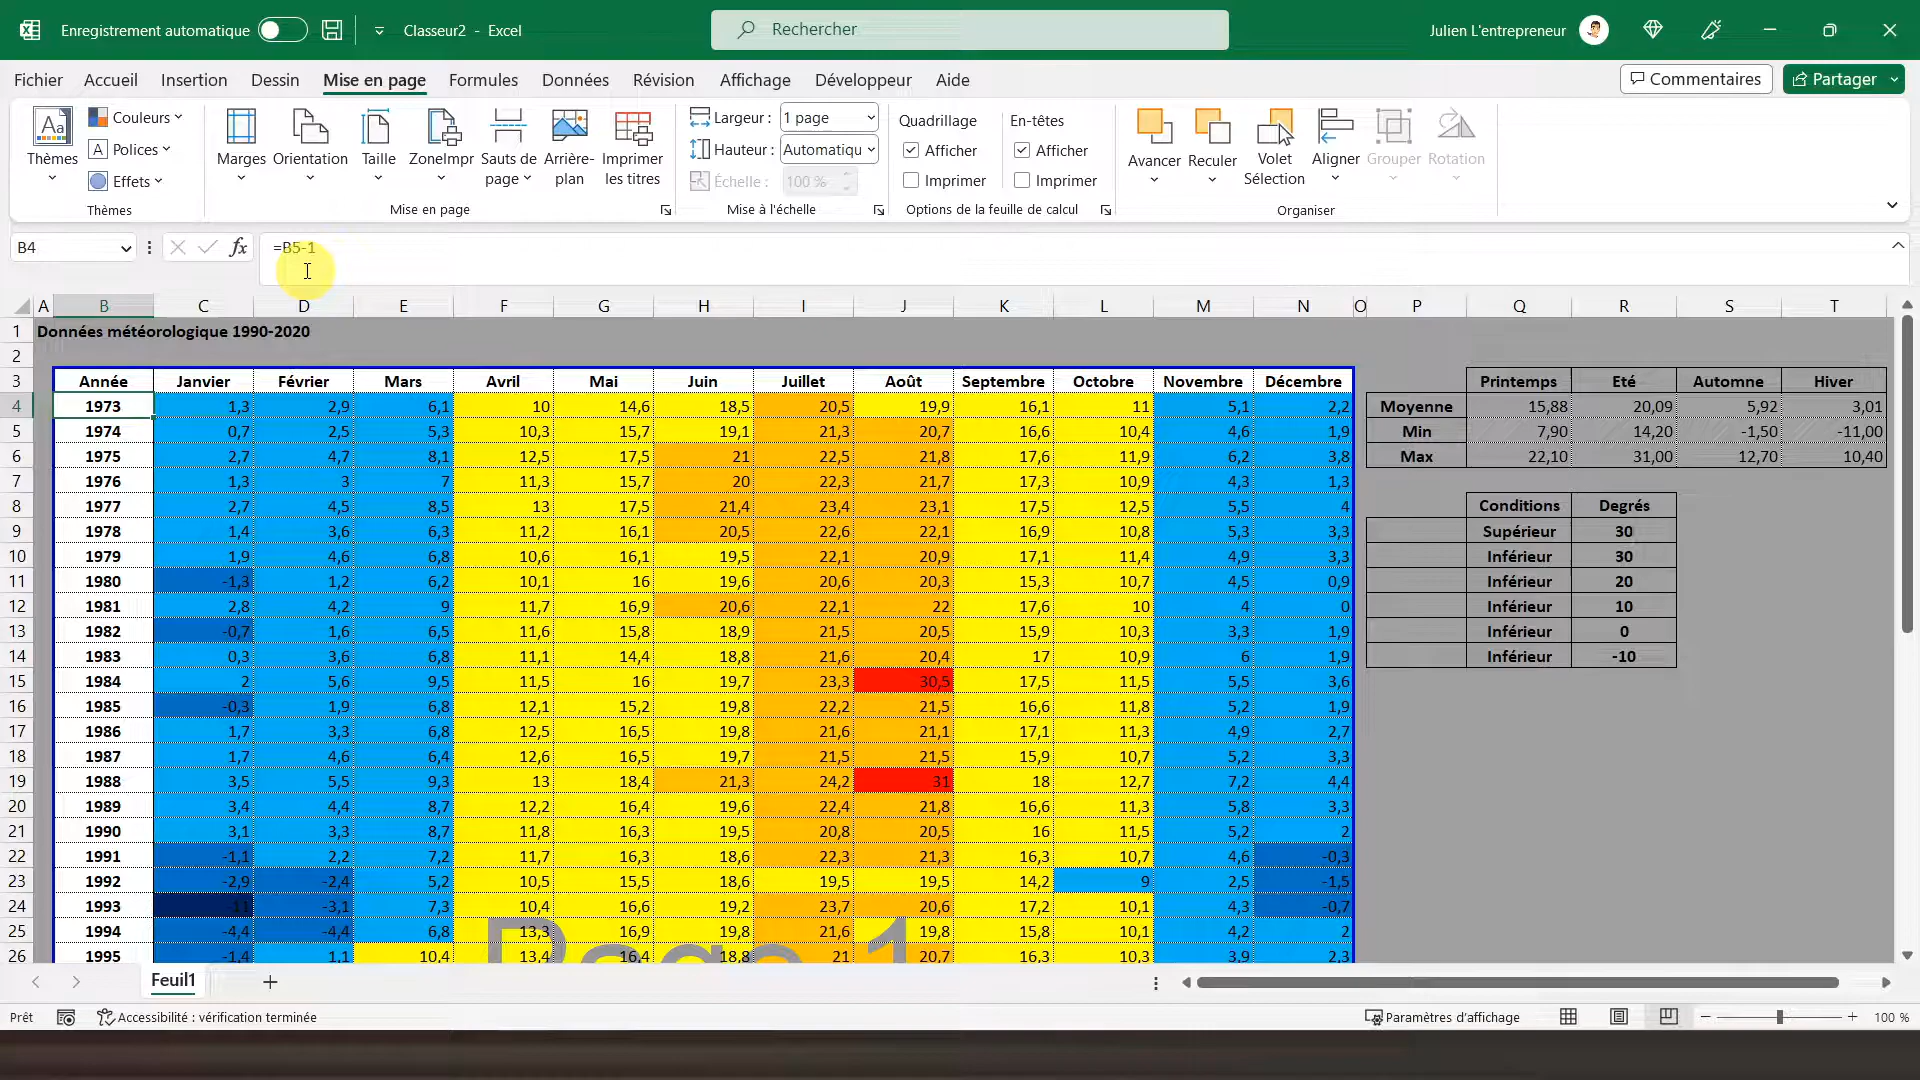 Enregistrement automatique Classeur2 - Excel Rechercher Julien L'entrepreneur
Fichier Accueil Insertion Dessin Mise en page Formules Données Révision Affichage Développeur Aide Commentaires Partager
Thèmes Couleurs Polices Effets
Thèmes
Marges Orientation Taille ZoneImpr Sauts de page Arrière-plan Imprimer les titres
Mise en page
Largeur : 1 page
Hauteur : Automatiqu
Échelle : 100 %
Mise à l'échelle
Quadrillage En-têtes
Afficher Afficher
Imprimer Imprimer
Options de la feuille de calcul
Avancer Reculer Volet Sélection Aligner Grouper Rotation
Organiser
B4 fx =B5-1
A B C D E F G H I J K L M N O P Q R S T
1 Données météorologique 1990-2020
2
3 Année Janvier Février Mars Avril Mai Juin Juillet Août Septembre Octobre Novembre Décembre Printemps Eté Automne Hiver
4 1973 1,3 2,9 6,1 10 14,6 18,5 20,5 19,9 16,1 11 5,1 2,2 Moyenne 15,88 20,09 5,92 3,01
5 1974 0,7 2,5 5,3 10,3 15,7 19,1 21,3 20,7 16,6 10,4 4,6 1,9 Min 7,90 14,20 -1,50 -11,00
6 1975 2,7 4,7 8,1 12,5 17,5 21 22,5 21,8 17,6 11,9 6,2 3,8 Max 22,10 31,00 12,70 10,40
7 1976 1,3 3 7 11,3 15,7 20 22,3 21,7 17,3 10,9 4,3 1,3
8 1977 2,7 4,5 8,5 13 17,5 21,4 23,4 23,1 17,5 12,5 5,5 4 Conditions Degrés
9 1978 1,4 3,6 6,3 11,2 16,1 20,5 22,6 22,1 16,9 10,8 5,3 3,3 Supérieur 30
10 1979 1,9 4,6 6,8 10,6 16,1 19,5 22,1 20,9 17,1 11,4 4,9 3,3 Inférieur 30
11 1980 -1,3 1,2 6,2 10,1 16 19,6 20,6 20,3 15,3 10,7 4,5 0,9 Inférieur 20
12 1981 2,8 4,2 9 11,7 16,9 20,6 22,1 22 17,6 10 4 0 Inférieur 10
13 1982 -0,7 1,6 6,5 11,6 15,8 18,9 21,5 20,5 15,9 10,3 3,3 1,9 Inférieur 0
14 1983 0,3 3,6 6,8 11,1 14,4 18,8 21,6 20,4 17 10,9 6 1,9 Inférieur -10
15 1984 2 5,6 9,5 11,5 16 19,7 23,3 30,5 17,5 11,5 5,5 3,6
16 1985 -0,3 1,9 6,8 12,1 15,2 19,8 22,2 21,5 16,6 11,8 5,2 1,9
17 1986 1,7 3,3 6,8 12,5 16,5 19,8 21,6 21,1 17,1 11,3 4,9 2,7
18 1987 1,7 4,6 6,4 12,6 16,5 19,7 21,5 21,5 15,9 10,7 5,2 3,3
19 1988 3,5 5,5 9,3 13 18,4 21,3 24,2 31 18 12,7 7,2 4,4
20 1989 3,4 4,4 8,7 12,2 16,4 19,6 22,4 21,8 16,6 11,3 5,8 3,3
21 1990 3,1 3,3 8,7 11,8 16,3 19,5 20,8 20,5 16 11,5 5,2 2
22 1991 -1,1 2,2 7,2 11,7 16,3 18,6 22,3 21,3 16,3 10,7 4,6 -0,3
23 1992 -2,9 -2,4 5,2 10,5 15,5 18,6 19,5 19,5 14,2 9 2,5 -1,5
24 1993 -11 -3,1 7,3 10,4 16,6 19,2 23,7 20,6 17,2 10,1 4,3 -0,7
25 1994 -4,4 -4,4 6,8 13,3 16,9 19,8 21,6 19,8 15,8 10,1 4,2 2
26 1995 -1,4 1,1 10,4 13,4 16,4 18,8 21 20,7 16,3 10,3 3,9 2,3
Page 1
Feuil1
Prêt Accessibilité : vérification terminée Paramètres d'affichage 100 %